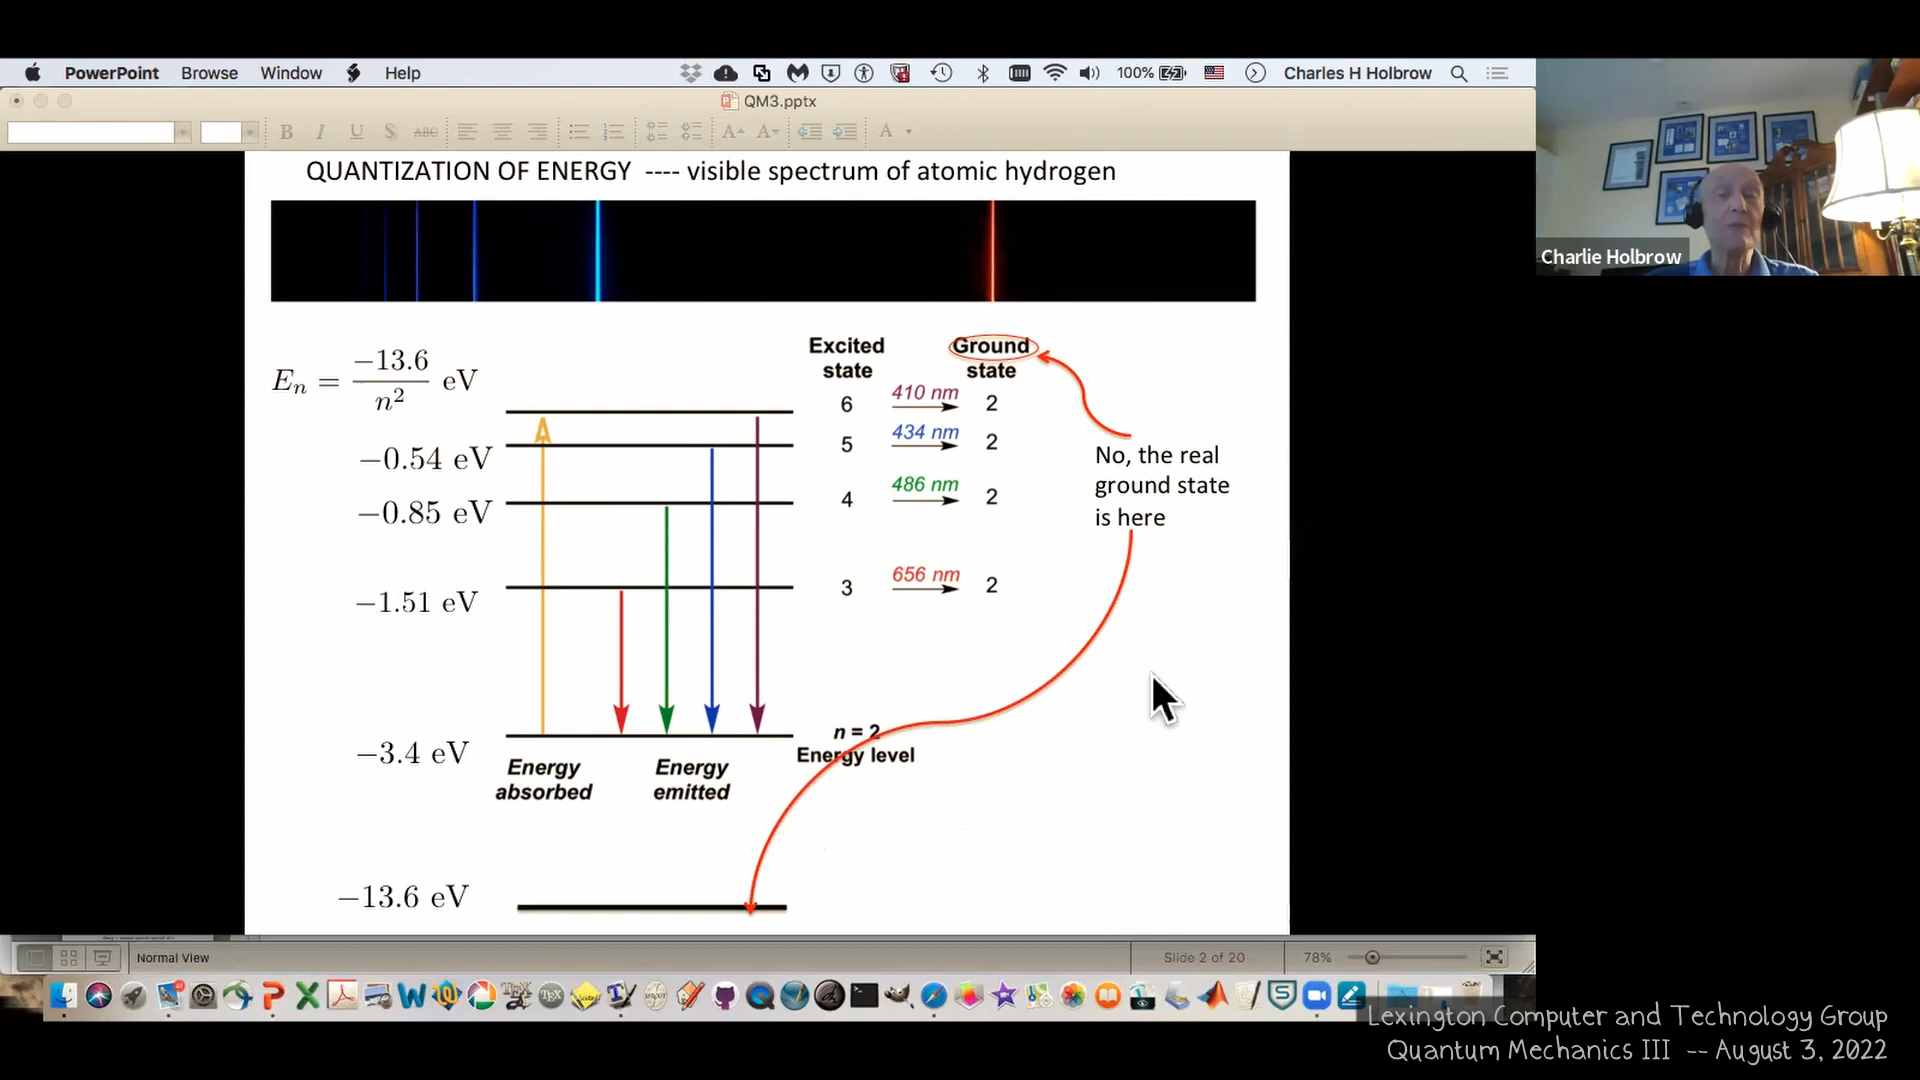 PowerPoint Browse Window Help 100% Charles H Holbrow
QM3.pptx
B I U S ABC A A A
QUANTIZATION OF ENERGY ---- visible spectrum of atomic hydrogen
Charlie Holbrow
E_n = −13.6 / n² eV
−0.54 eV
−0.85 eV
−1.51 eV
−3.4 eV
−13.6 eV
Excited state
Ground state
6 410 nm 2
5 434 nm 2
4 486 nm 2
3 656 nm 2
No, the real
ground state
is here
n = 2
Energy level
Energy
absorbed
Energy
emitted
Normal View Slide 2 of 20 78%
Lexington Computer and Technology Group
Quantum Mechanics III -- August 3, 2022